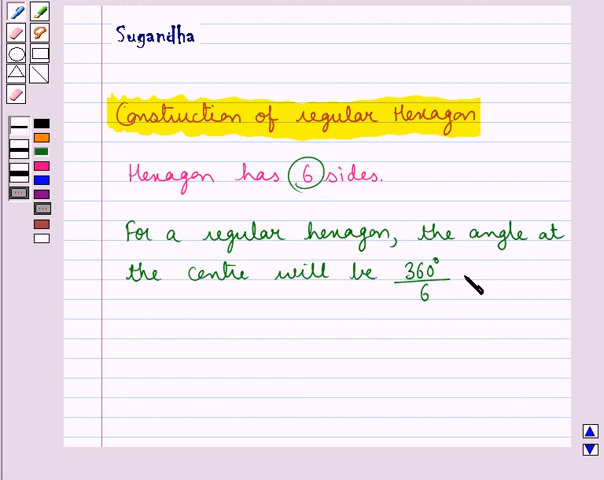 Sugandha
Construction of regular Hexagon
Hexagon has 6 sides.
For a regular hexagon, the angle at
the centre will be 360°/6